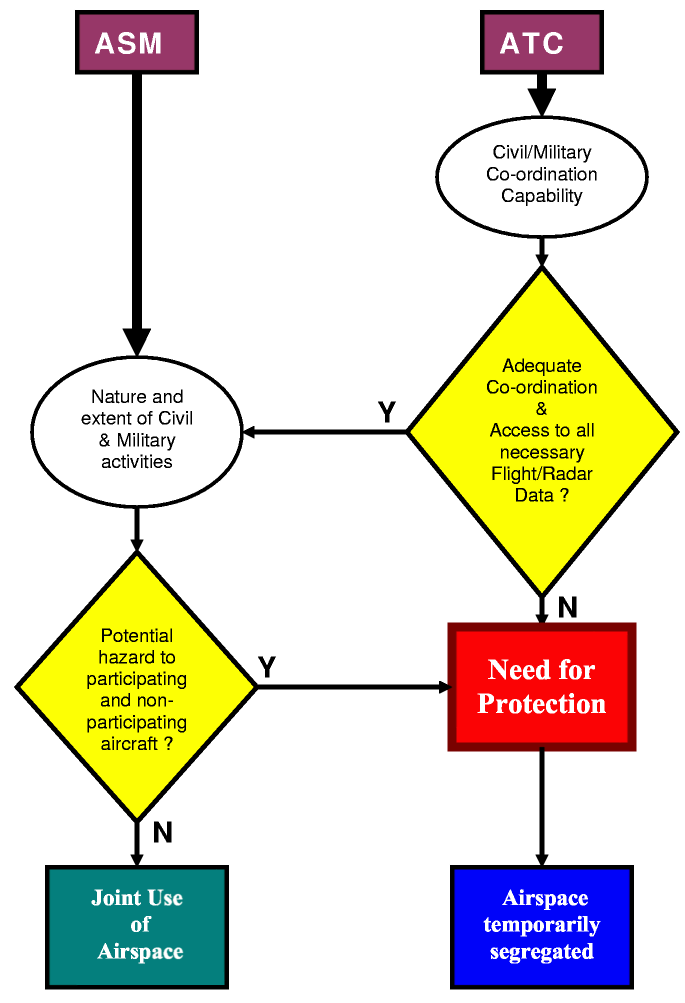 ASM
ATC
Civil/Military
Co-ordination
Capability
Adequate
Co-ordination
&
Access to all
necessary
Flight/Radar
Data ?
Y
Nature and
extent of Civil
& Military
activities
N
Potential
hazard to
participating
and non-
participating
aircraft ?
Y
Need for
Protection
N
Joint Use
of
Airspace
Airspace
temporarily
segregated